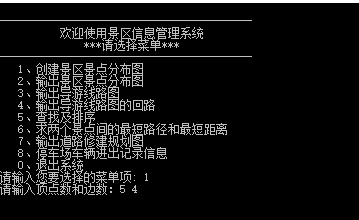 欢迎使用景区信息管理系统
***请选择菜单***
1、创建景区景点分布图
2、输出景区景点分布图
3、输出导游线路图
4、输出导游线路图的回路
5、查找及排序
6、求两个景点间的最短路径和最短距离
7、输出道路修建规划图
8、停车场车辆进出记录信息
0、退出系统
请输入您要选择的菜单项: 1
请输入顶点数和边数: 5 4